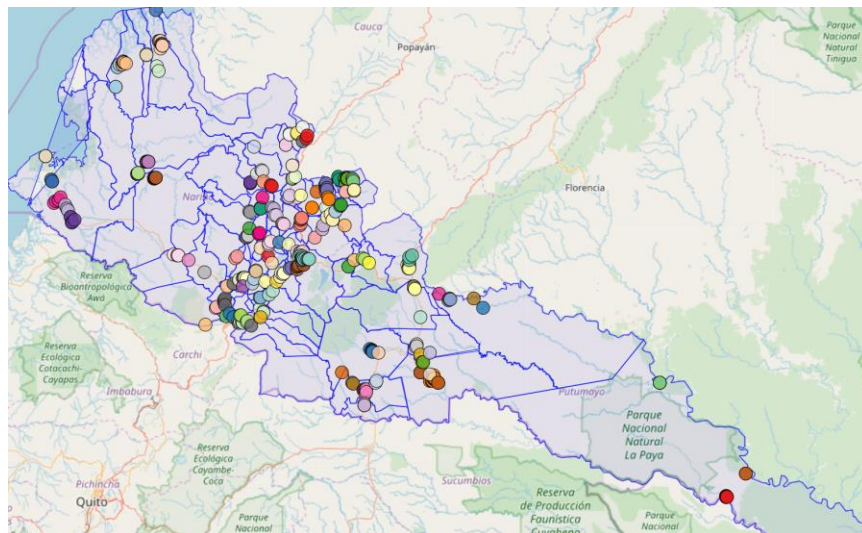 Cauca
Popayán
Parque
Nacional
Natural
Tinigua
Florencia
Nariño
Reserva
Bioantropológica
Awá
Reserva
Ecológica
Cotacachi-
Cayapas
Carchi
Imbabura
Putumayo
Parque
Nacional
Natural
La Paya
Reserva
Ecológica
Cayambe-
Coca
Pichincha
Quito
Sucumbíos
Parque
Nacional
Reserva
de Producción
Faunística
Cuyabeno
Parque
Nacional